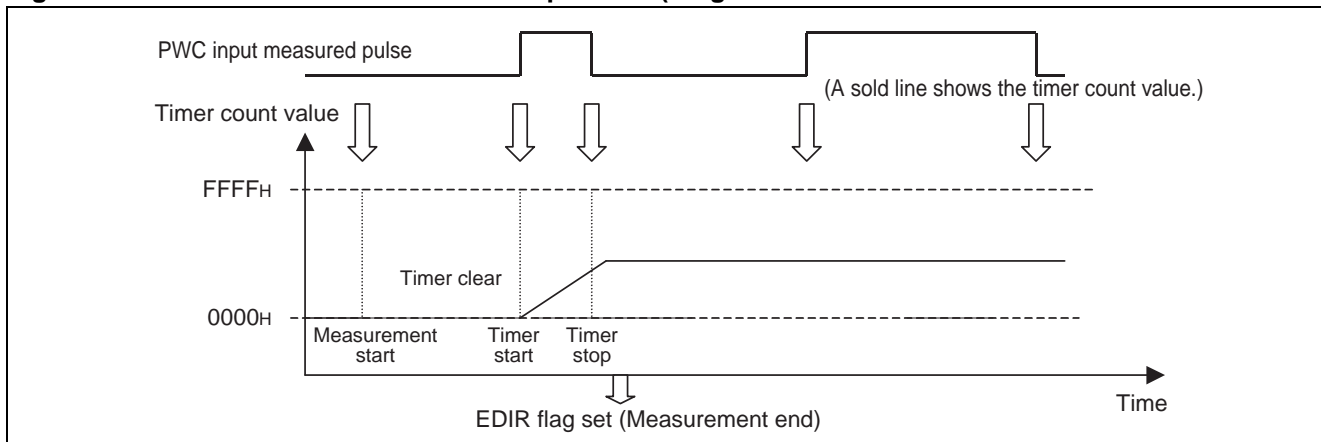 PWC input measured pulse
(A sold line shows the timer count value.)
Timer count value
FFFFH
Timer clear
0000H
Measurement
start
Timer
start
Timer
stop
Time
EDIR flag set (Measurement end)